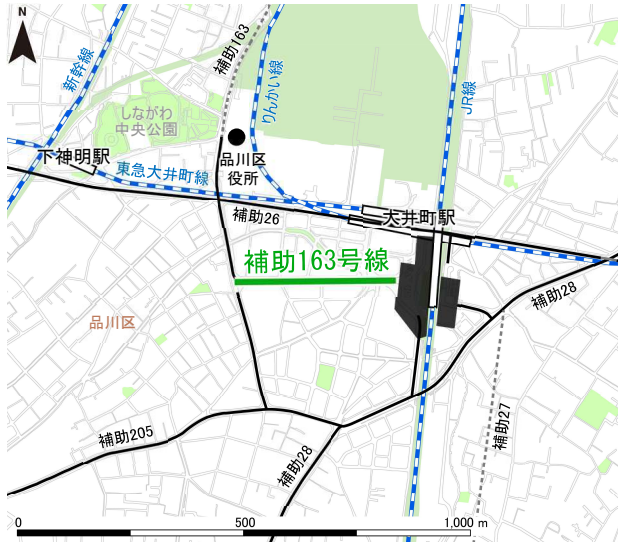 N
補助163
新幹線
りんかい線
JR線
しながわ
中央公園
品川区
役所
下神明駅
東急大井町線
補助26
大井町駅
補助163号線
補助28
品川区
補助27
補助205
補助28
0
500
1,000 m